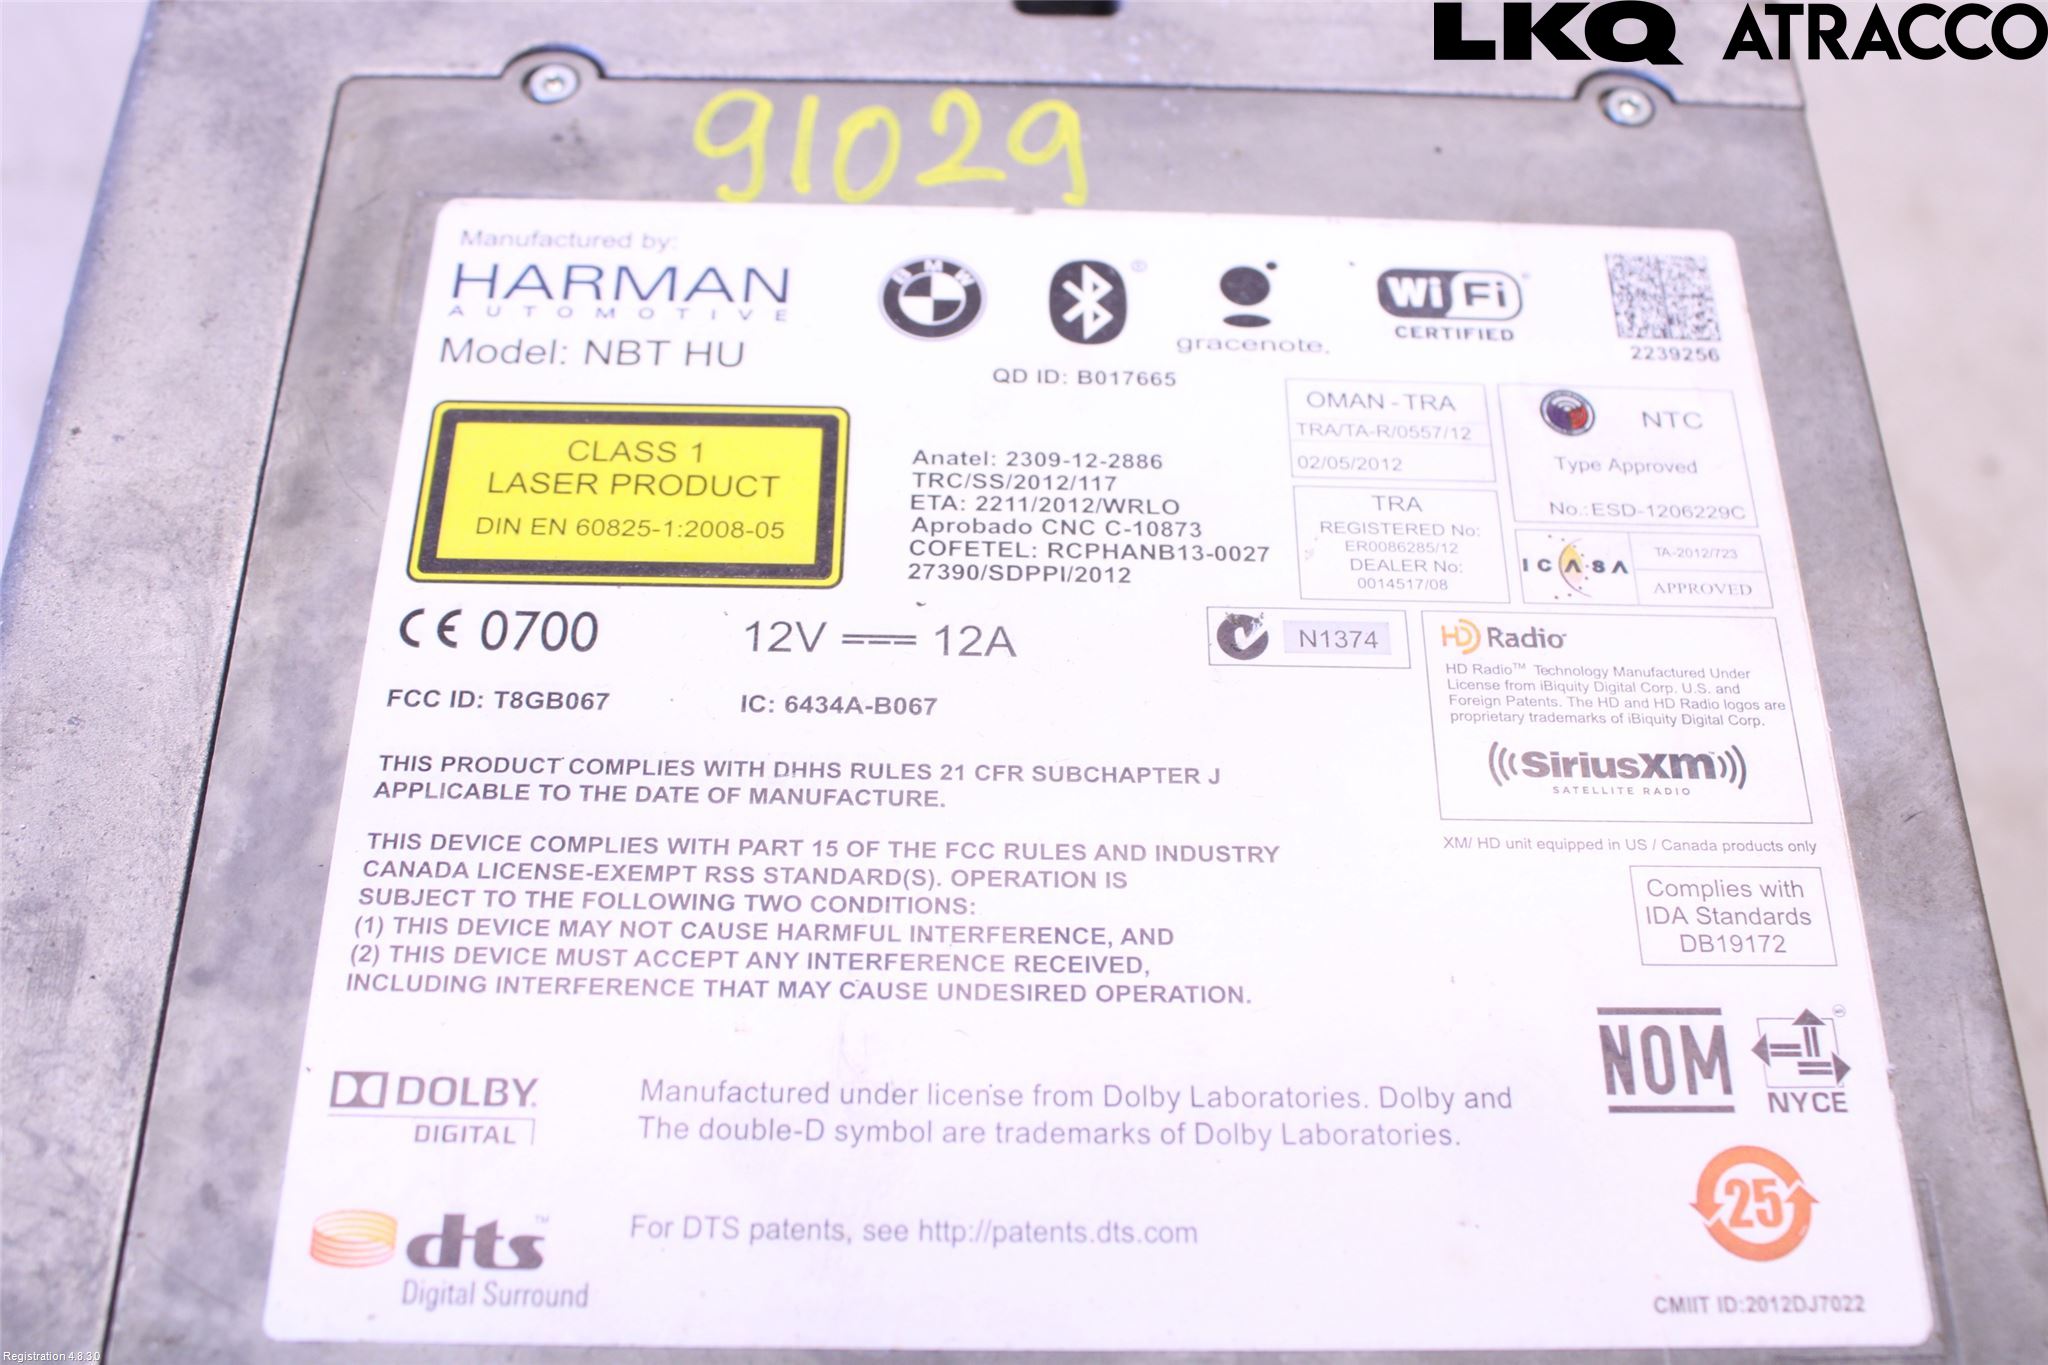 LKQ ATRACCO
91029
Manufactured by:
HARMAN
AUTOMOTIVE
Model: NBT HU
BMW
gracenote.
Wi Fi
CERTIFIED
2239256
QD ID: B017665
CLASS 1
LASER PRODUCT
DIN EN 60825-1:2008-05
Anatel: 2309-12-2886
TRC/SS/2012/117
ETA: 2211/2012/WRLO
Aprobado CNC C-10873
COFETEL: RCPHANB13-0027
27390/SDPPI/2012
OMAN - TRA
TRA/TA-R/0557/12
02/05/2012
NTC
Type Approved
No.:ESD-1206229C
TRA
REGISTERED No:
ER0086285/12
DEALER No:
0014517/08
ICASA
TA-2012/723
APPROVED
CE 0700
12V 12A
N1374
FCC ID: T8GB067
IC: 6434A-B067
HD Radio
HD Radio™ Technology Manufactured Under
License from iBiquity Digital Corp. U.S. and
Foreign Patents. The HD and HD Radio logos are
proprietary trademarks of iBiquity Digital Corp.
SiriusXM
SATELLITE RADIO
XM/ HD unit equipped in US / Canada products only
THIS PRODUCT COMPLIES WITH DHHS RULES 21 CFR SUBCHAPTER J
APPLICABLE TO THE DATE OF MANUFACTURE.
THIS DEVICE COMPLIES WITH PART 15 OF THE FCC RULES AND INDUSTRY
CANADA LICENSE-EXEMPT RSS STANDARD(S). OPERATION IS
SUBJECT TO THE FOLLOWING TWO CONDITIONS:
(1) THIS DEVICE MAY NOT CAUSE HARMFUL INTERFERENCE, AND
(2) THIS DEVICE MUST ACCEPT ANY INTERFERENCE RECEIVED,
INCLUDING INTERFERENCE THAT MAY CAUSE UNDESIRED OPERATION.
Complies with
IDA Standards
DB19172
NOM
NYCE
DOLBY
DIGITAL
Manufactured under license from Dolby Laboratories. Dolby and
The double-D symbol are trademarks of Dolby Laboratories.
25
dts™
Digital Surround
For DTS patents, see http://patents.dts.com
CMIIT ID:2012DJ7022
Registration 4.8.3.0